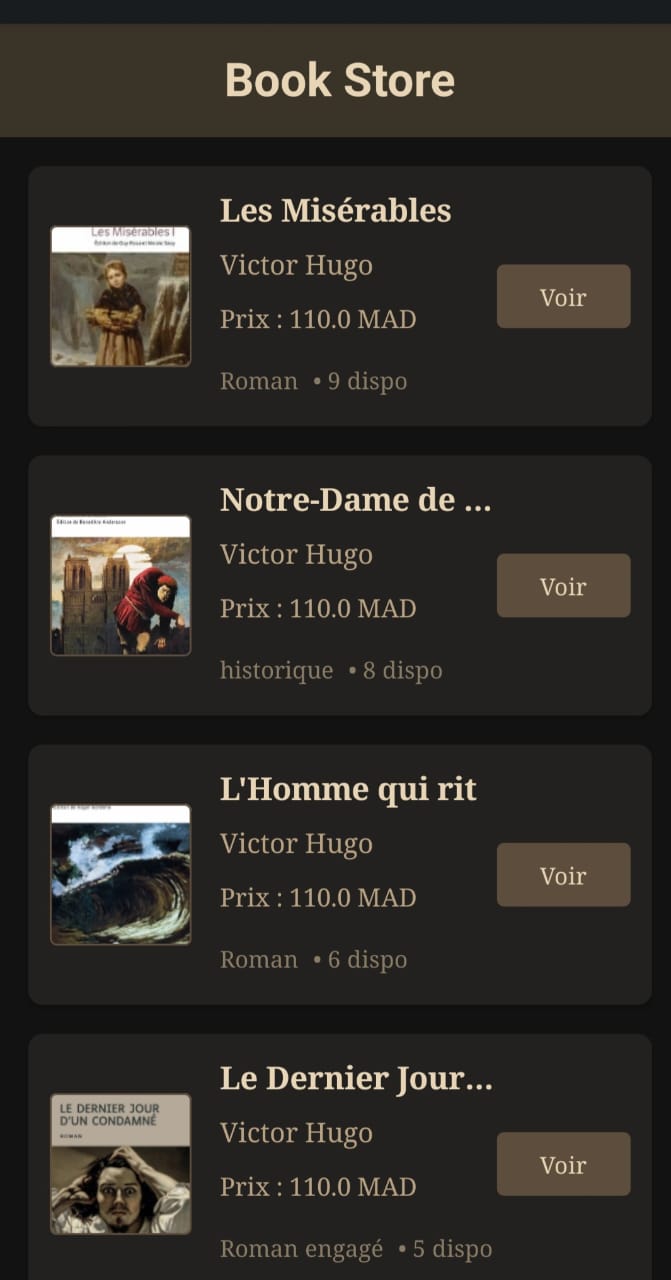 Book Store
Les Misérables I
Édition de Guy Rosa et Nicole Savy
Les Misérables
Victor Hugo
Prix : 110.0 MAD
Roman • 9 dispo
Voir
Édition de Benedikte Andersson
Notre-Dame de ...
Victor Hugo
Prix : 110.0 MAD
historique • 8 dispo
Voir
L'Homme qui rit
Victor Hugo
Prix : 110.0 MAD
Roman • 6 dispo
Voir
LE DERNIER JOUR
D'UN CONDAMNÉ
ROMAN
Le Dernier Jour...
Victor Hugo
Prix : 110.0 MAD
Roman engagé • 5 dispo
Voir